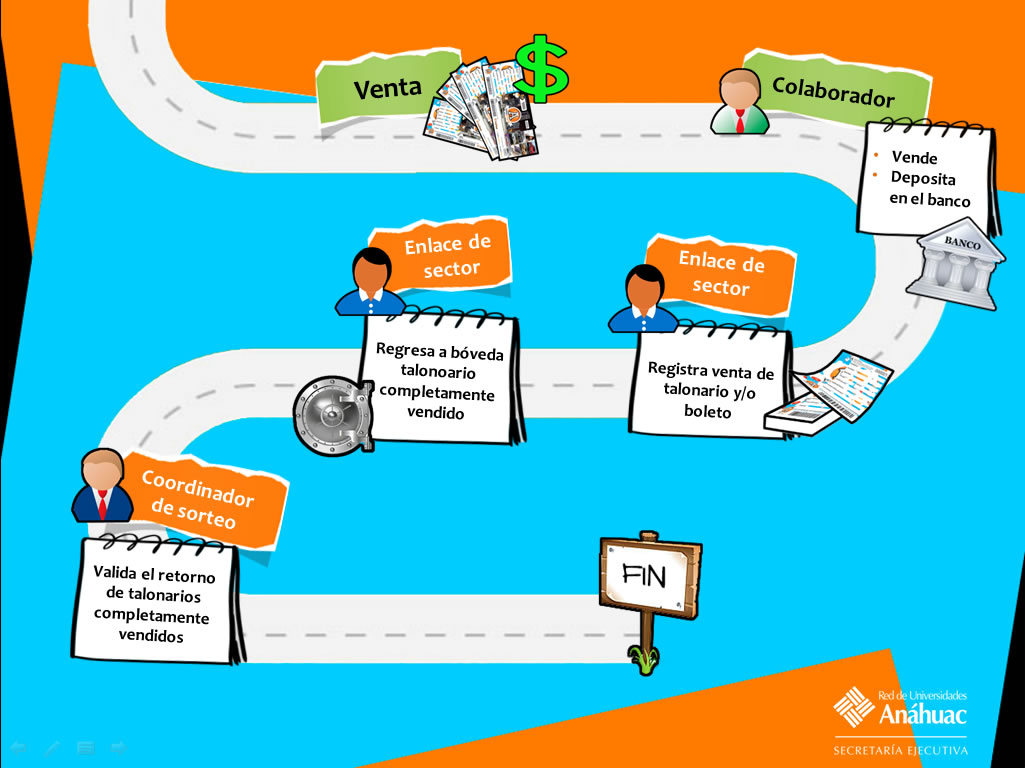 Venta
$
Colaborador
• Vende
• Deposita
en el banco
BANCO
Enlace de
sector
Registra venta de
talonario y/o
boleto
Enlace de
sector
Regresa a bóveda
talonoario
completamente
vendido
Coordinador
de sorteo
Valida el retorno
de talonarios
completamente
vendidos
FIN
Red de Universidades
Anáhuac
SECRETARÍA EJECUTIVA